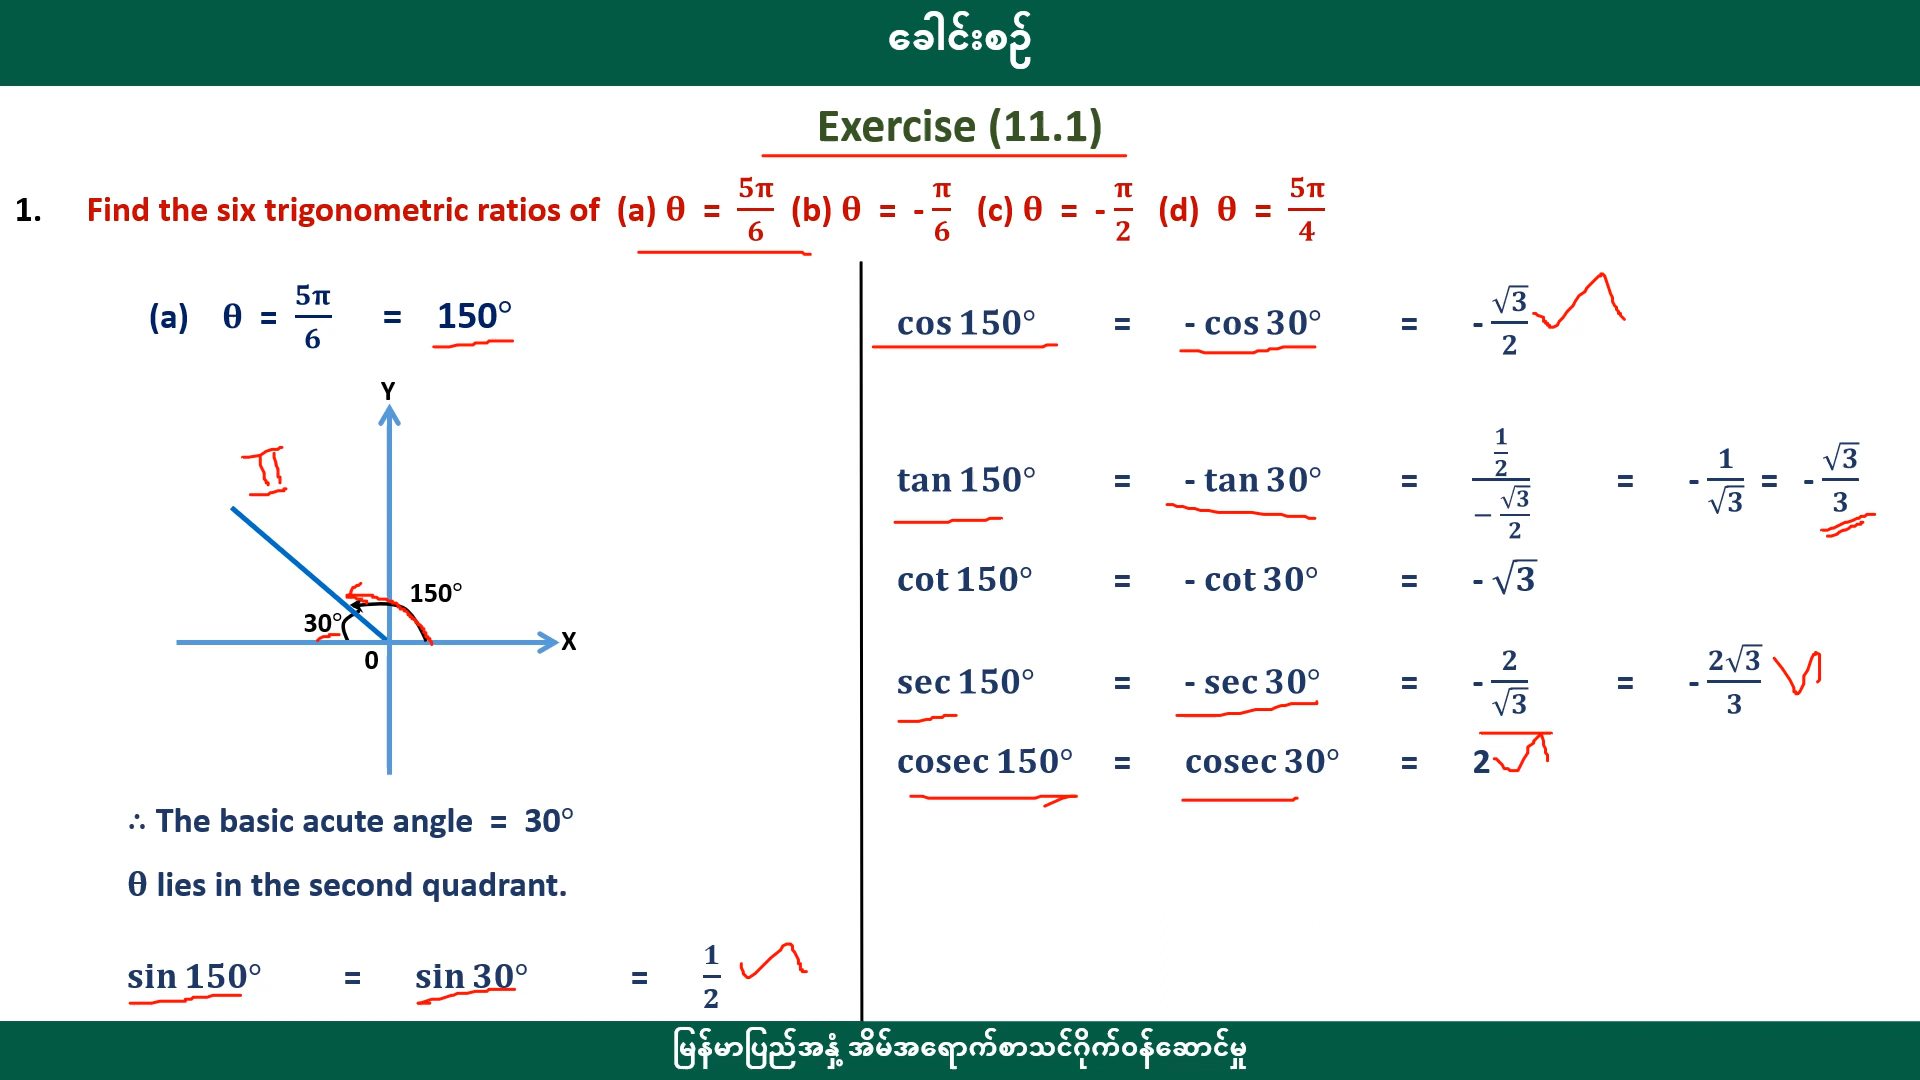 ခေါင်းစဉ်
Exercise (11.1)
1. Find the six trigonometric ratios of (a) θ = 5π/6 (b) θ = - π/6 (c) θ = - π/2 (d) θ = 5π/4
(a) θ = 5π/6 = 150°
Y
II
150°
30°
X
0
∴ The basic acute angle = 30°
θ lies in the second quadrant.
sin 150° = sin 30° = 1/2
cos 150° = - cos 30° = - √3/2
tan 150° = - tan 30° = (1/2)/(− √3/2) = - 1/√3 = - √3/3
cot 150° = - cot 30° = - √3
sec 150° = - sec 30° = - 2/√3 = - 2√3/3
cosec 150° = cosec 30° = 2
မြန်မာပြည်အနှံ့ အိမ်အရောက်စာသင်ဂိုက်ဝန်ဆောင်မှု